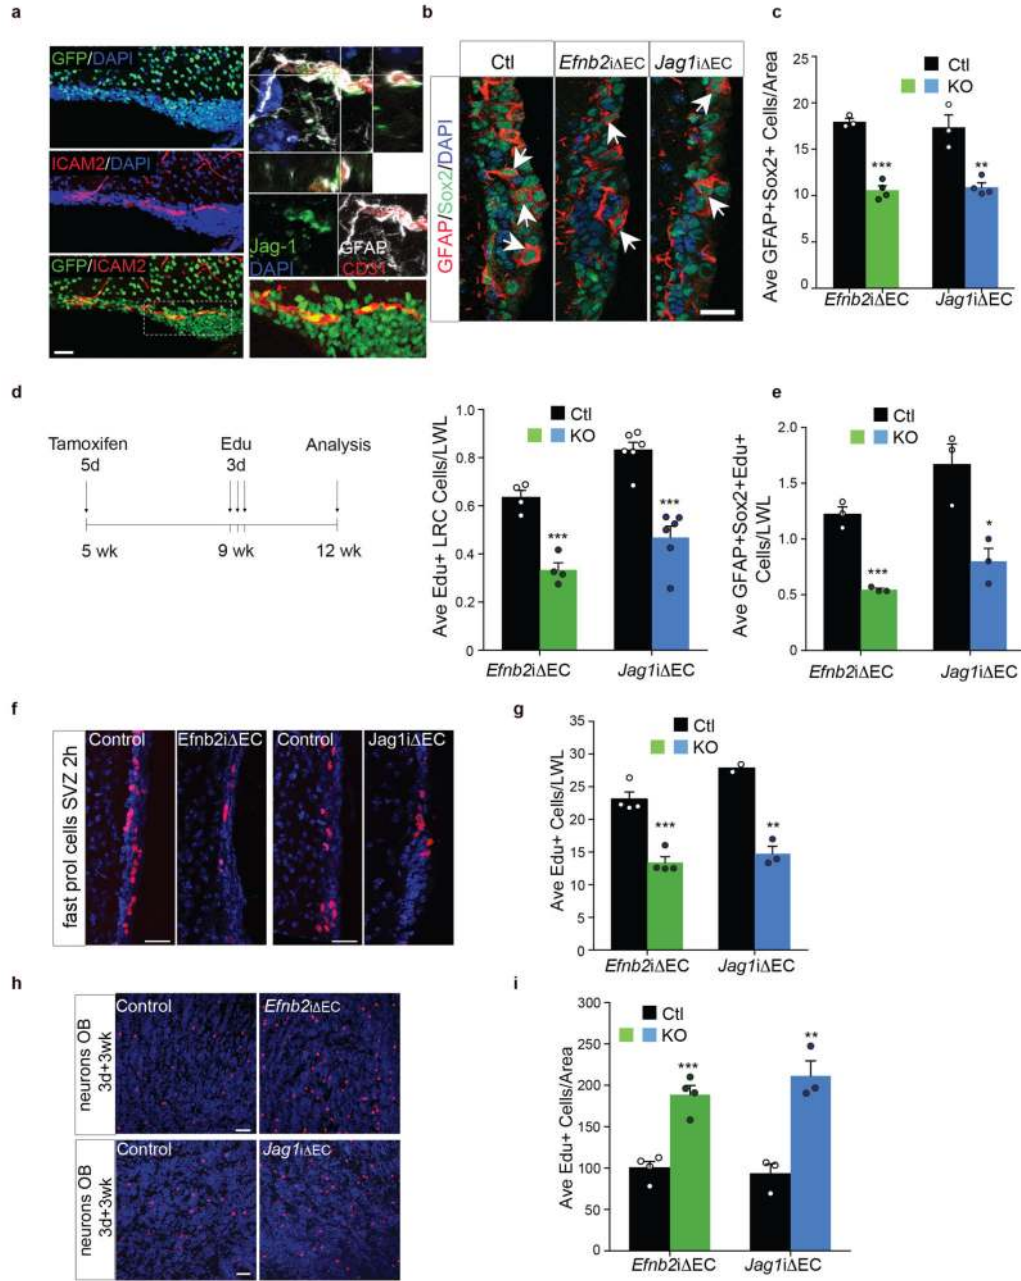 a
GFP/DAPI
ICAM2/DAPI
GFP/ICAM2
Jag-1
DAPI
GFAP
CD31
b
Ctl
Efnb2iΔEC
Jag1iΔEC
GFAP/Sox2/DAPI
c
Ave GFAP+Sox2+ Cells/Area
25
20
15
10
5
0
Ctl
KO
***
**
Efnb2iΔEC
Jag1iΔEC
d
Tamoxifen
5d
Edu
3d
Analysis
5 wk
9 wk
12 wk
Ave Edu+ LRC Cells/LWL
1.0
0.8
0.6
0.4
0.2
0
Ctl
KO
***
***
Efnb2iΔEC
Jag1iΔEC
e
Ave GFAP+Sox2+Edu+
Cells/LWL
2.0
1.5
1.0
0.5
0
Ctl
KO
***
*
Efnb2iΔEC
Jag1iΔEC
f
fast prol cells SVZ 2h
Control
Efnb2iΔEC
Control
Jag1iΔEC
g
Ave Edu+ Cells/LWL
35
30
25
20
15
10
5
0
Ctl
KO
***
**
Efnb2iΔEC
Jag1iΔEC
h
neurons OB
3d+3wk
Control
Efnb2iΔEC
neurons OB
3d+3wk
Control
Jag1iΔEC
i
Ave Edu+ Cells/Area
300
250
200
150
100
50
0
Ctl
KO
***
**
Efnb2iΔEC
Jag1iΔEC